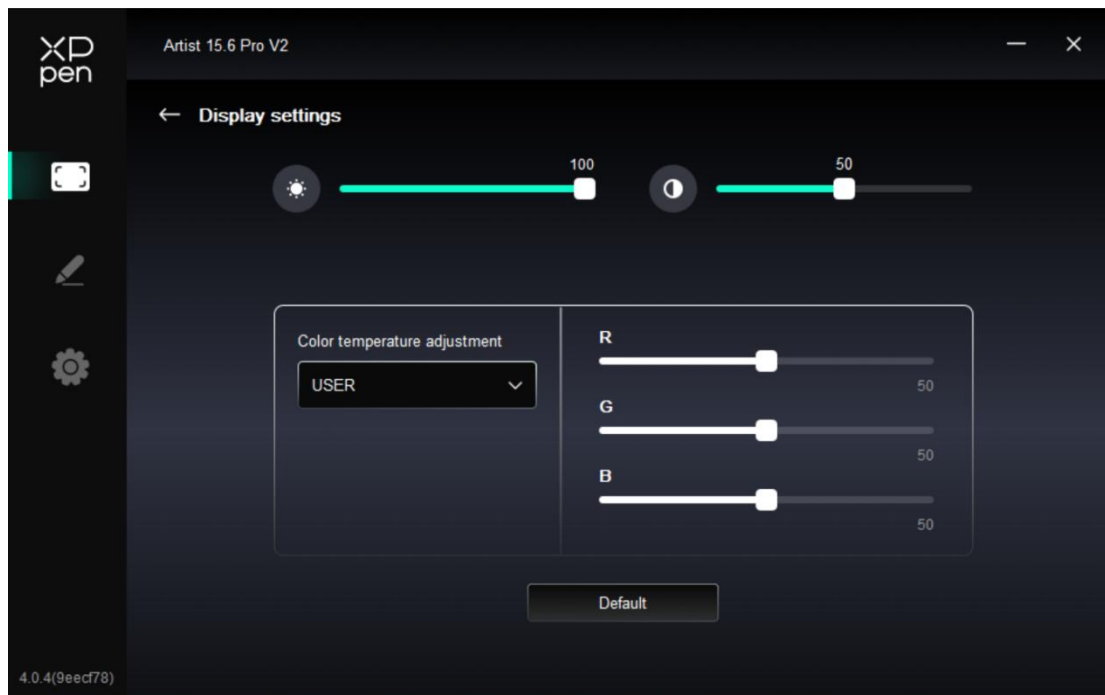 XP
pen
Artist 15.6 Pro V2
Display settings
100
50
Color temperature adjustment
USER
R
50
G
50
B
50
Default
4.0.4(9eecf78)